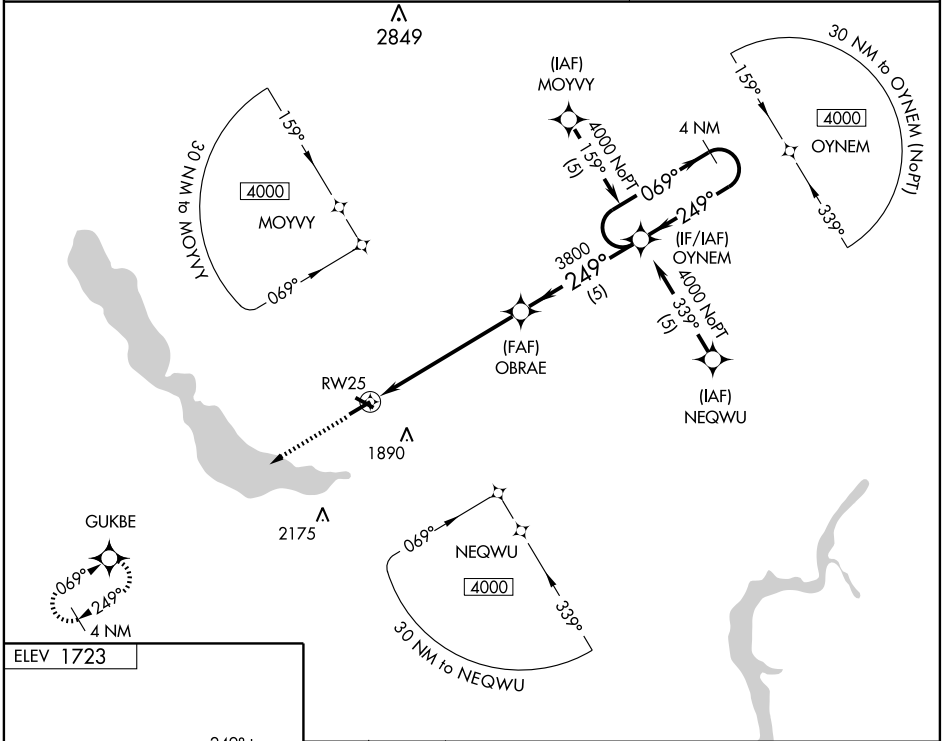 2849
(IAF)
MOYVY
30 NM to OYNEM (NoPT)
159°
4000
OYNEM
339°
159°
4000
MOYVY
30 NM to MOYVY
069°
4000 NoPT
159°
(5)
4 NM
069°
249°
(IF/IAF)
OYNEM
3800
249°
(5)
4000 NoPT
339°
(5)
(FAF)
OBRAE
(IAF)
NEQWU
RW25
1890
2175
GUKBE
069°
249°
4 NM
069°
NEQWU
4000
339°
30 NM to NEQWU
ELEV 1723